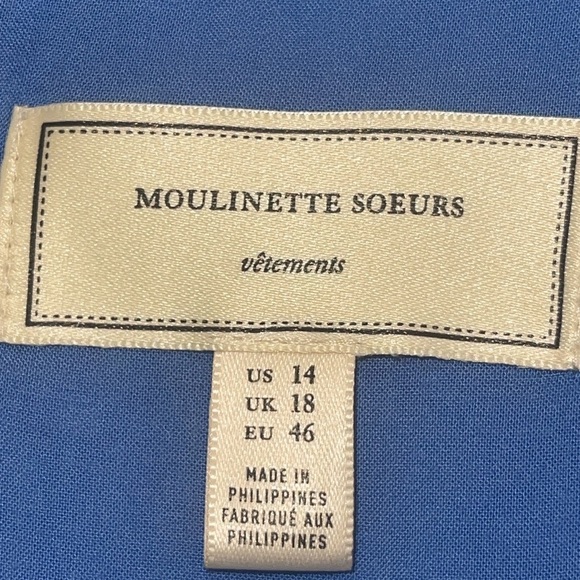 MOULINETTE SOEURS
vêtements
US 14
UK 18
EU 46
MADE IN
PHILIPPINES
FABRIQUÉ AUX
PHILIPPINES